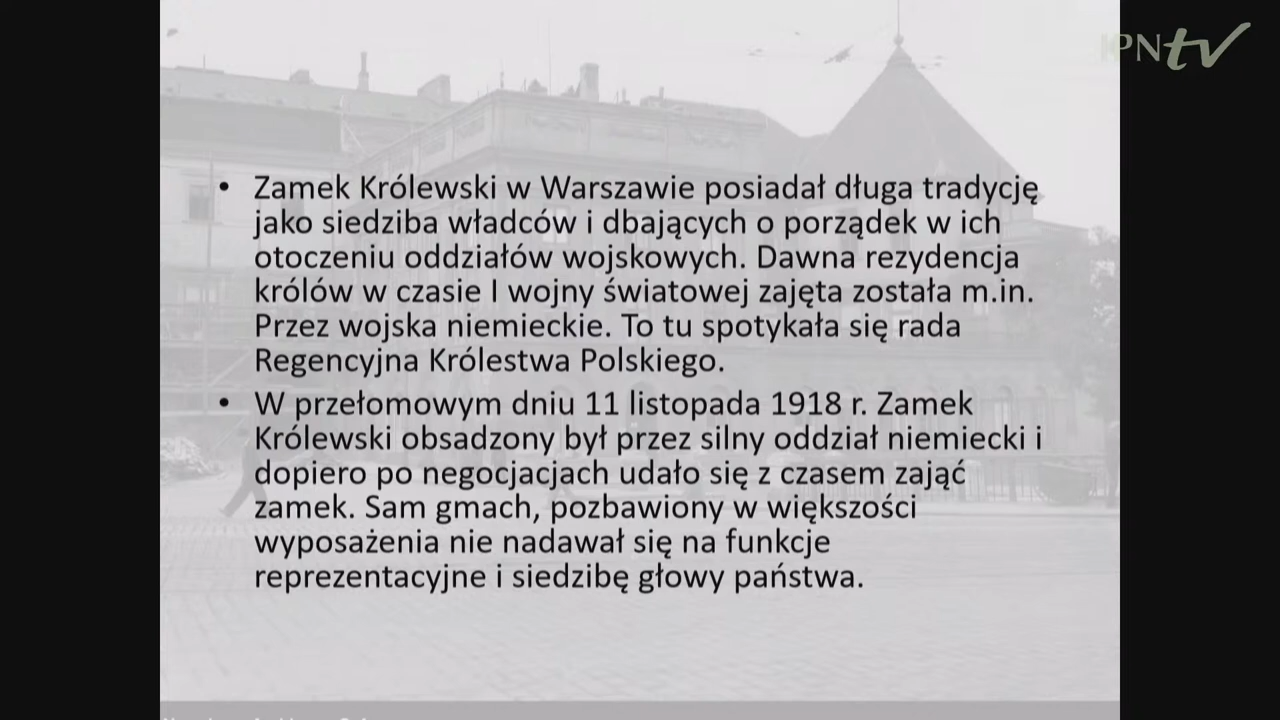 IPNtv
• Zamek Królewski w Warszawie posiadał długa tradycję
jako siedziba władców i dbających o porządek w ich
otoczeniu oddziałów wojskowych. Dawna rezydencja
królów w czasie I wojny światowej zajęta została m.in.
Przez wojska niemieckie. To tu spotykała się rada
Regencyjna Królestwa Polskiego.
• W przełomowym dniu 11 listopada 1918 r. Zamek
Królewski obsadzony był przez silny oddział niemiecki i
dopiero po negocjacjach udało się z czasem zająć
zamek. Sam gmach, pozbawiony w większości
wyposażenia nie nadawał się na funkcje
reprezentacyjne i siedzibę głowy państwa.